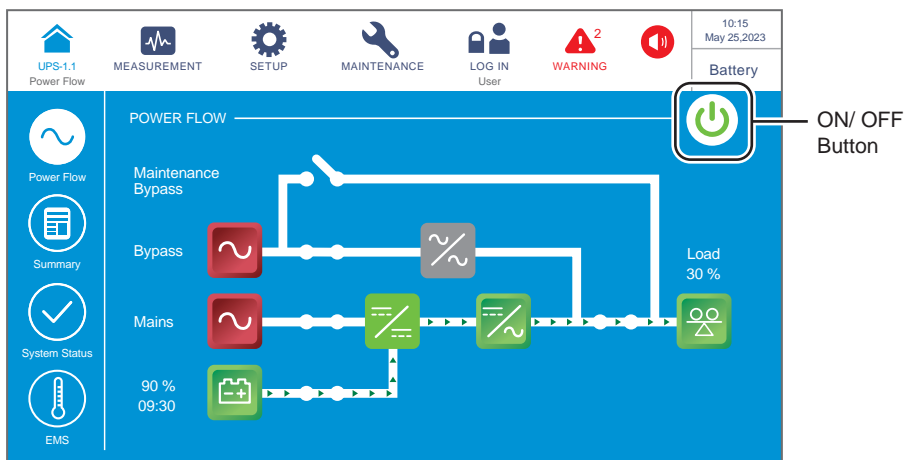 UPS-1.1
Power Flow
MEASUREMENT
SETUP
MAINTENANCE
LOG IN
User
2
WARNING
10:15
May 25,2023
Battery
POWER FLOW
ON/ OFF
Button
Power Flow
Maintenance
Bypass
Summary
Bypass
Load
30 %
Mains
System Status
90 %
09:30
EMS